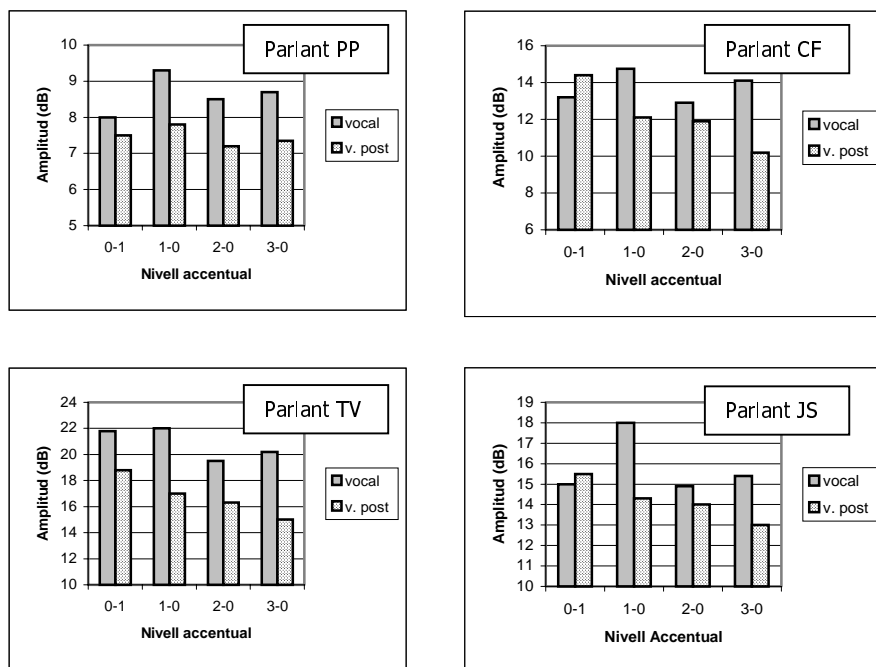 Parlant PP
10
9
8
7
6
5
Amplitud (dB)
0-1 1-0 2-0 3-0
Nivell accentual
vocal
v. post
Parlant CF
16
14
12
10
8
6
Amplitud (dB)
0-1 1-0 2-0 3-0
Nivell accentual
vocal
v. post
Parlant TV
24
22
20
18
16
14
12
10
Amplitud (dB)
0-1 1-0 2-0 3-0
Nivell accentual
vocal
v. post
Parlant JS
19
18
17
16
15
14
13
12
11
10
Amplitud (dB)
0-1 1-0 2-0 3-0
Nivell Accentual
vocal
v. post